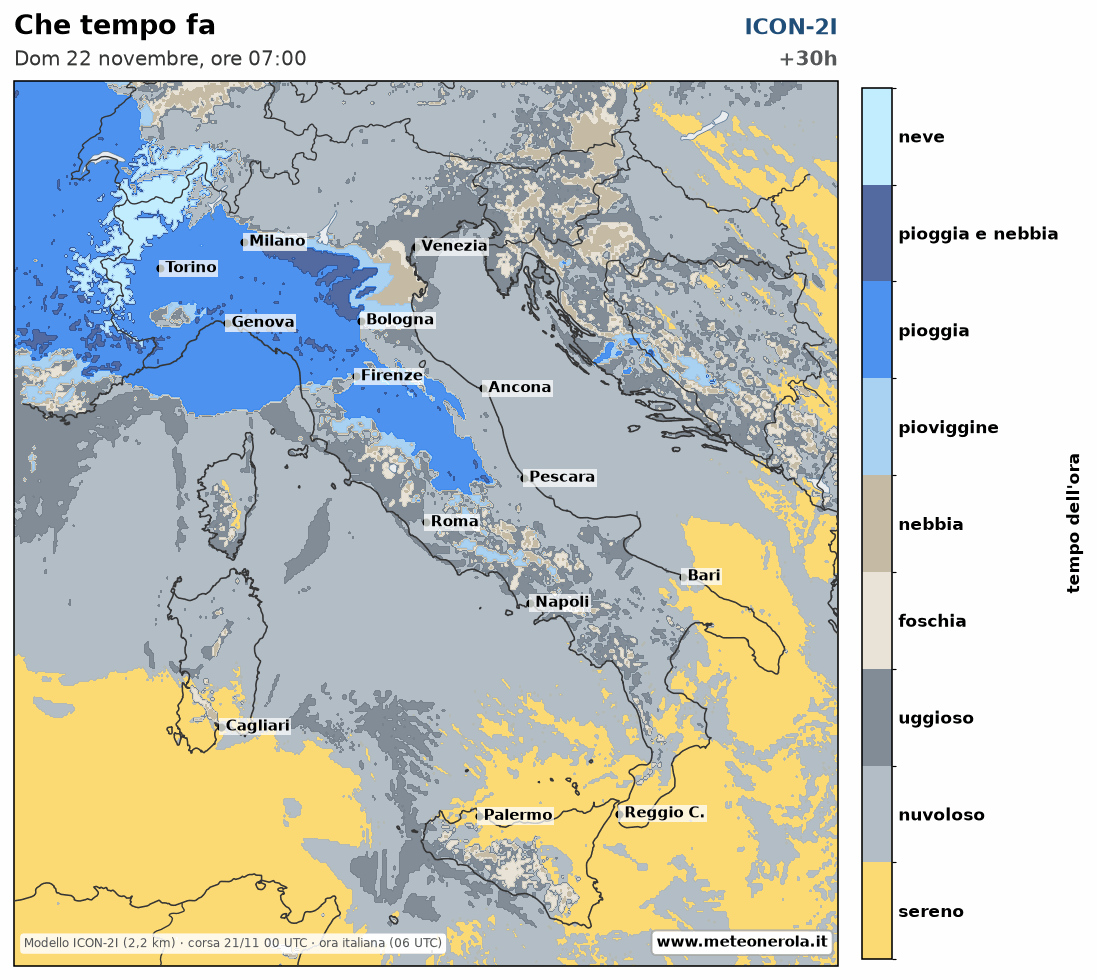 Che tempo fa
ICON-2I
Dom 22 novembre, ore 07:00
+30h
neve
pioggia e nebbia
pioggia
pioviggine
nebbia
foschia
uggioso
nuvoloso
sereno
tempo dell'ora
Milano
Venezia
Torino
Genova
Bologna
Firenze
Ancona
Pescara
Roma
Bari
Napoli
Cagliari
Palermo
Reggio C.
Modello ICON-2I (2,2 km) · corsa 21/11 00 UTC · ora italiana (06 UTC)
www.meteonerola.it